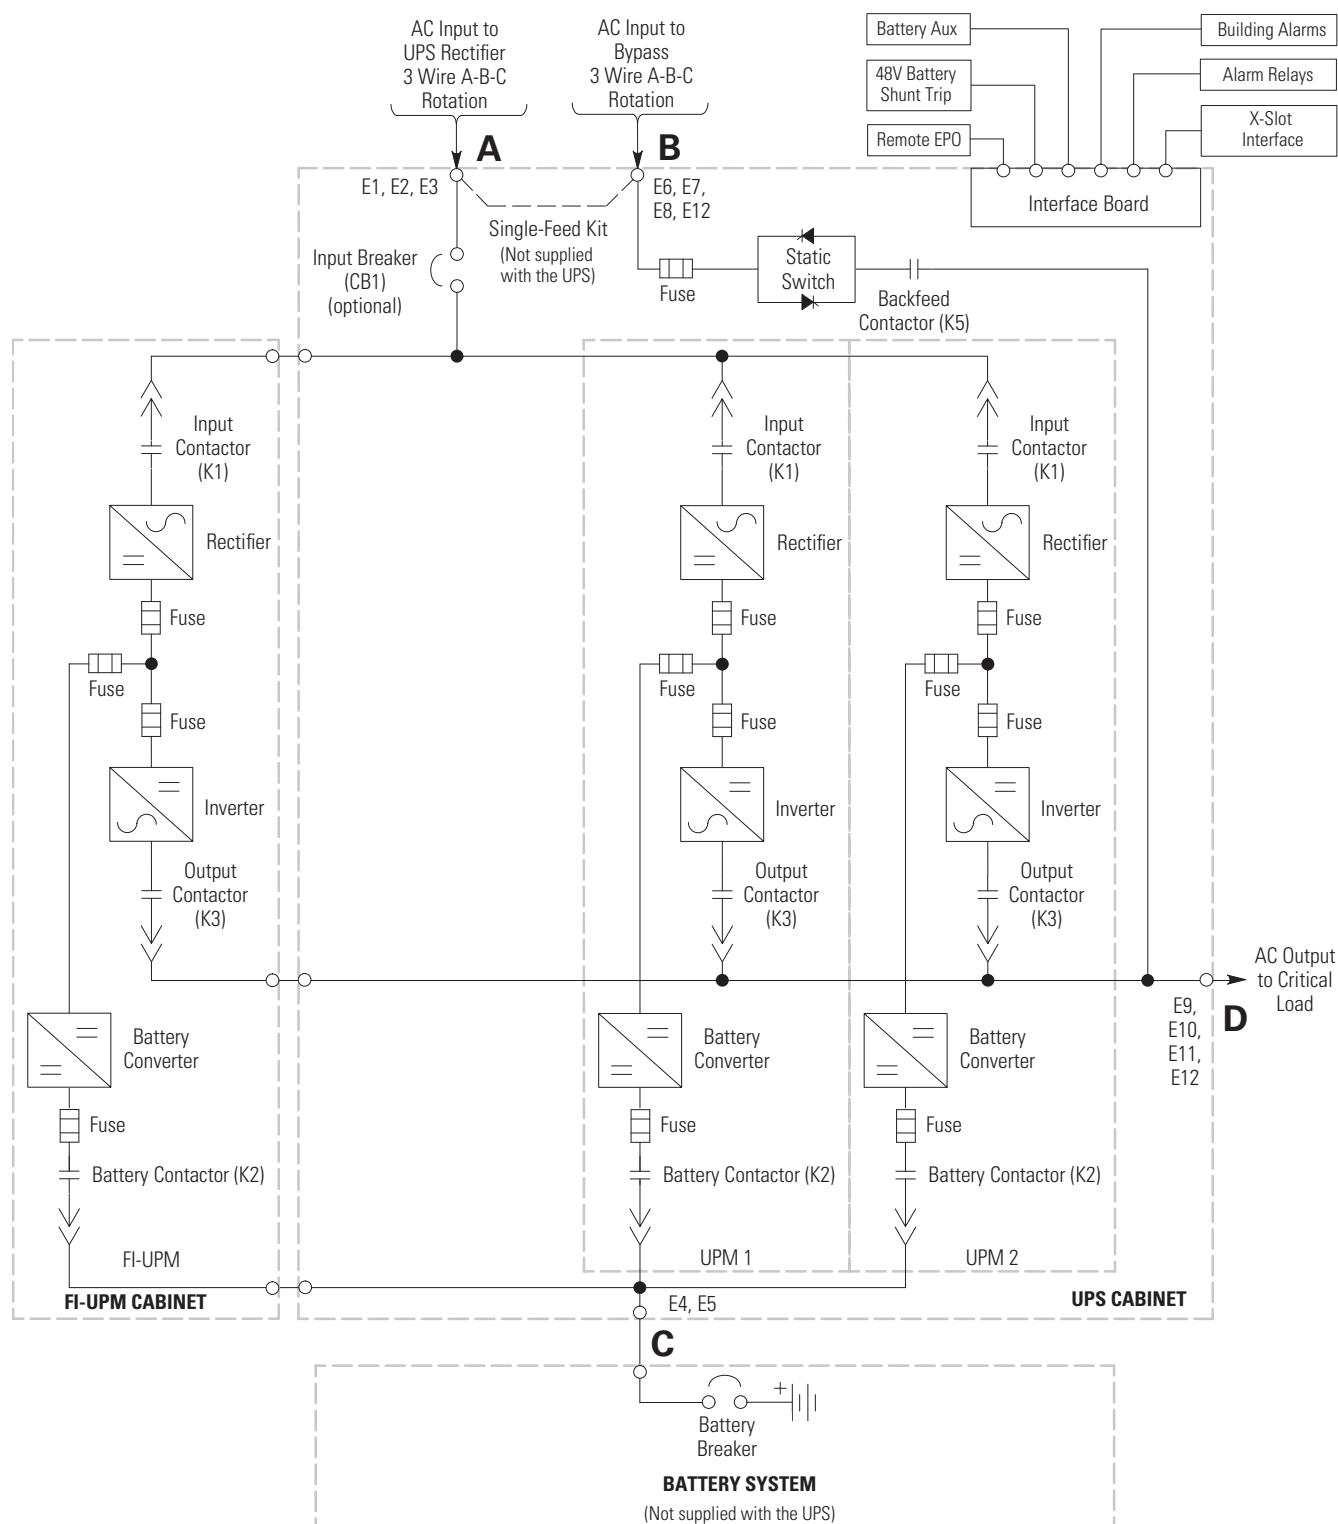 AC Input to
UPS Rectifier
3 Wire A-B-C
Rotation
AC Input to
Bypass
3 Wire A-B-C
Rotation
Battery Aux
48V Battery
Shunt Trip
Remote EPO
Building Alarms
Alarm Relays
X-Slot
Interface
Interface Board
A
B
E1, E2, E3
E6, E7,
E8, E12
Single-Feed Kit
(Not supplied
with the UPS)
Input Breaker
(CB1)
(optional)
Fuse
Static
Switch
Backfeed
Contactor (K5)
Input
Contactor
(K1)
Rectifier
Fuse
Fuse
Fuse
Inverter
Output
Contactor
(K3)
Battery
Converter
Fuse
Battery Contactor (K2)
FI-UPM
FI-UPM CABINET
Input
Contactor
(K1)
Rectifier
Fuse
Fuse
Fuse
Inverter
Output
Contactor
(K3)
Battery
Converter
Fuse
Battery Contactor (K2)
UPM 1
Input
Contactor
(K1)
Rectifier
Fuse
Fuse
Fuse
Inverter
Output
Contactor
(K3)
Battery
Converter
Fuse
Battery Contactor (K2)
UPM 2
AC Output
to Critical
Load
E9,
E10,
E11,
E12
D
UPS CABINET
E4, E5
C
+
Battery
Breaker
BATTERY SYSTEM
(Not supplied with the UPS)